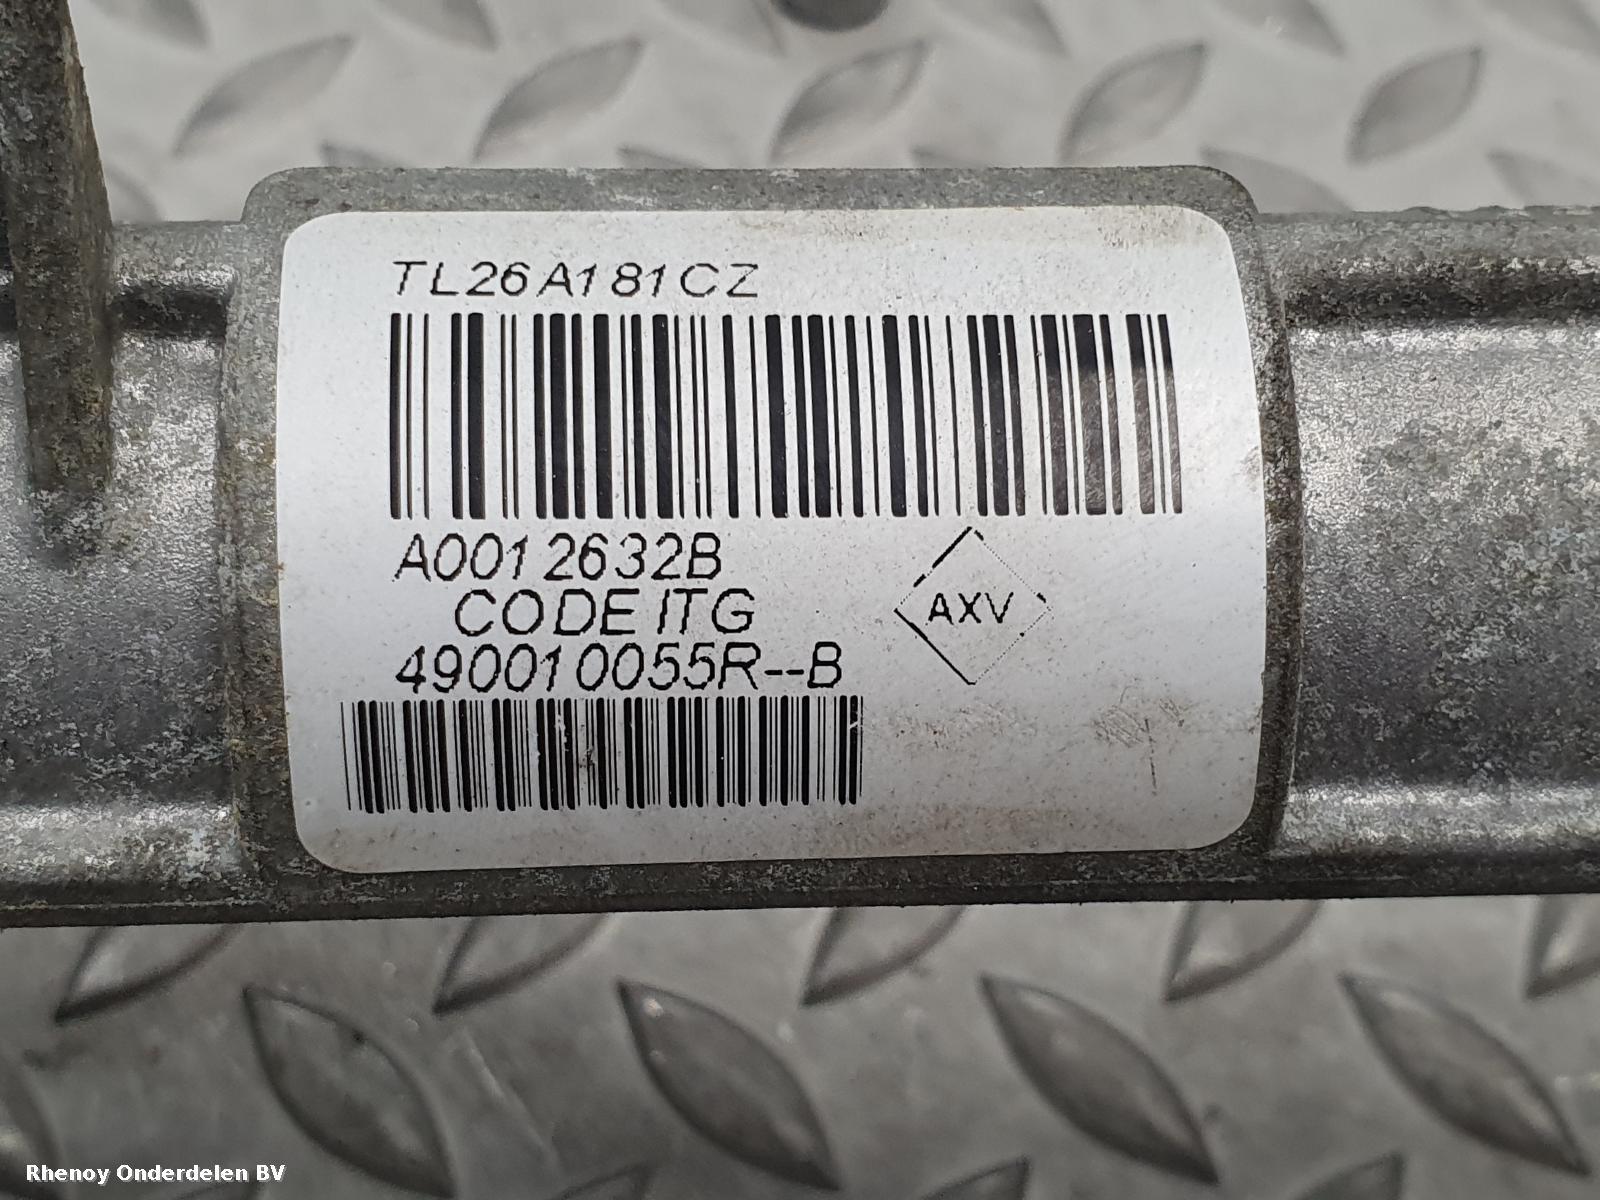 TL26A181CZ
A0012632B
CODE ITG
490010055R--B
AXV
Rhenoy Onderdelen BV